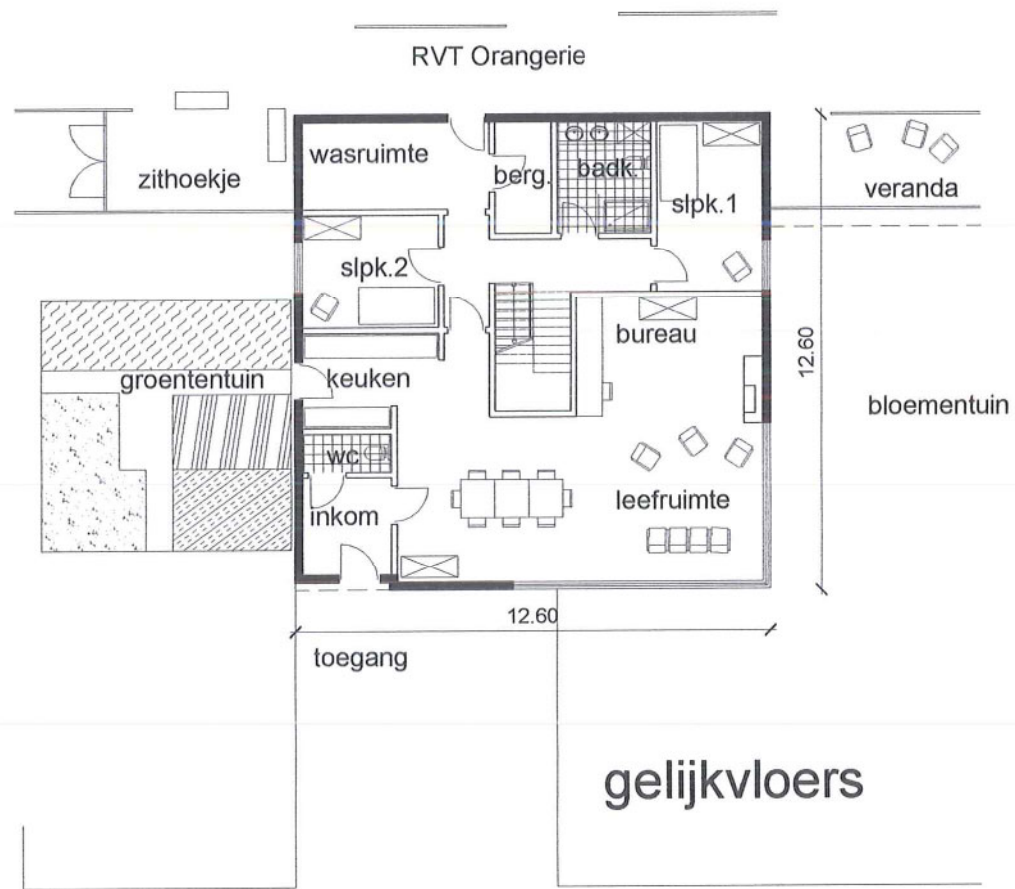 RVT Orangerie
wasruimte
berg.
badk.
zithoekje
slpk.1
veranda
slpk.2
bureau
12.60
groententuin
keuken
bloementuin
wc
leefruimte
inkom
12.60
toegang
gelijkvloers